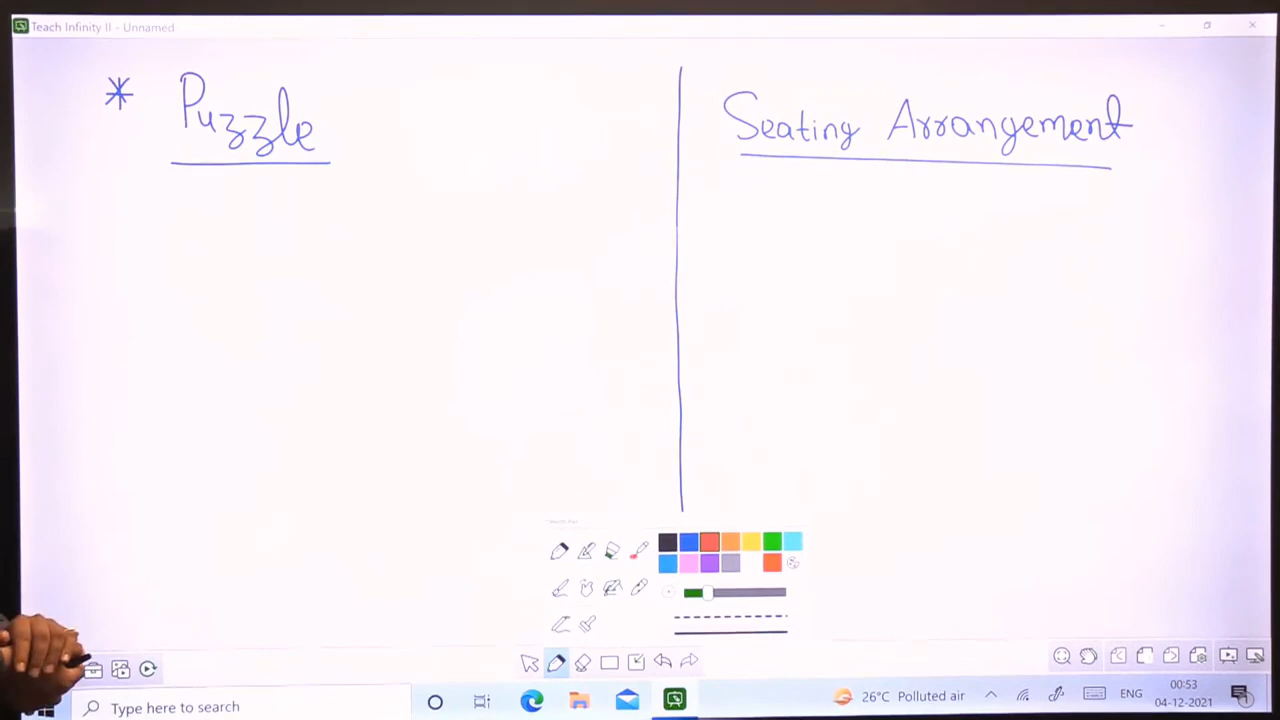 Teach Infinity II - Unnamed
* Puzzle
Seating Arrangement
Type here to search
26°C Polluted air
ENG
00:53
04-12-2021
1